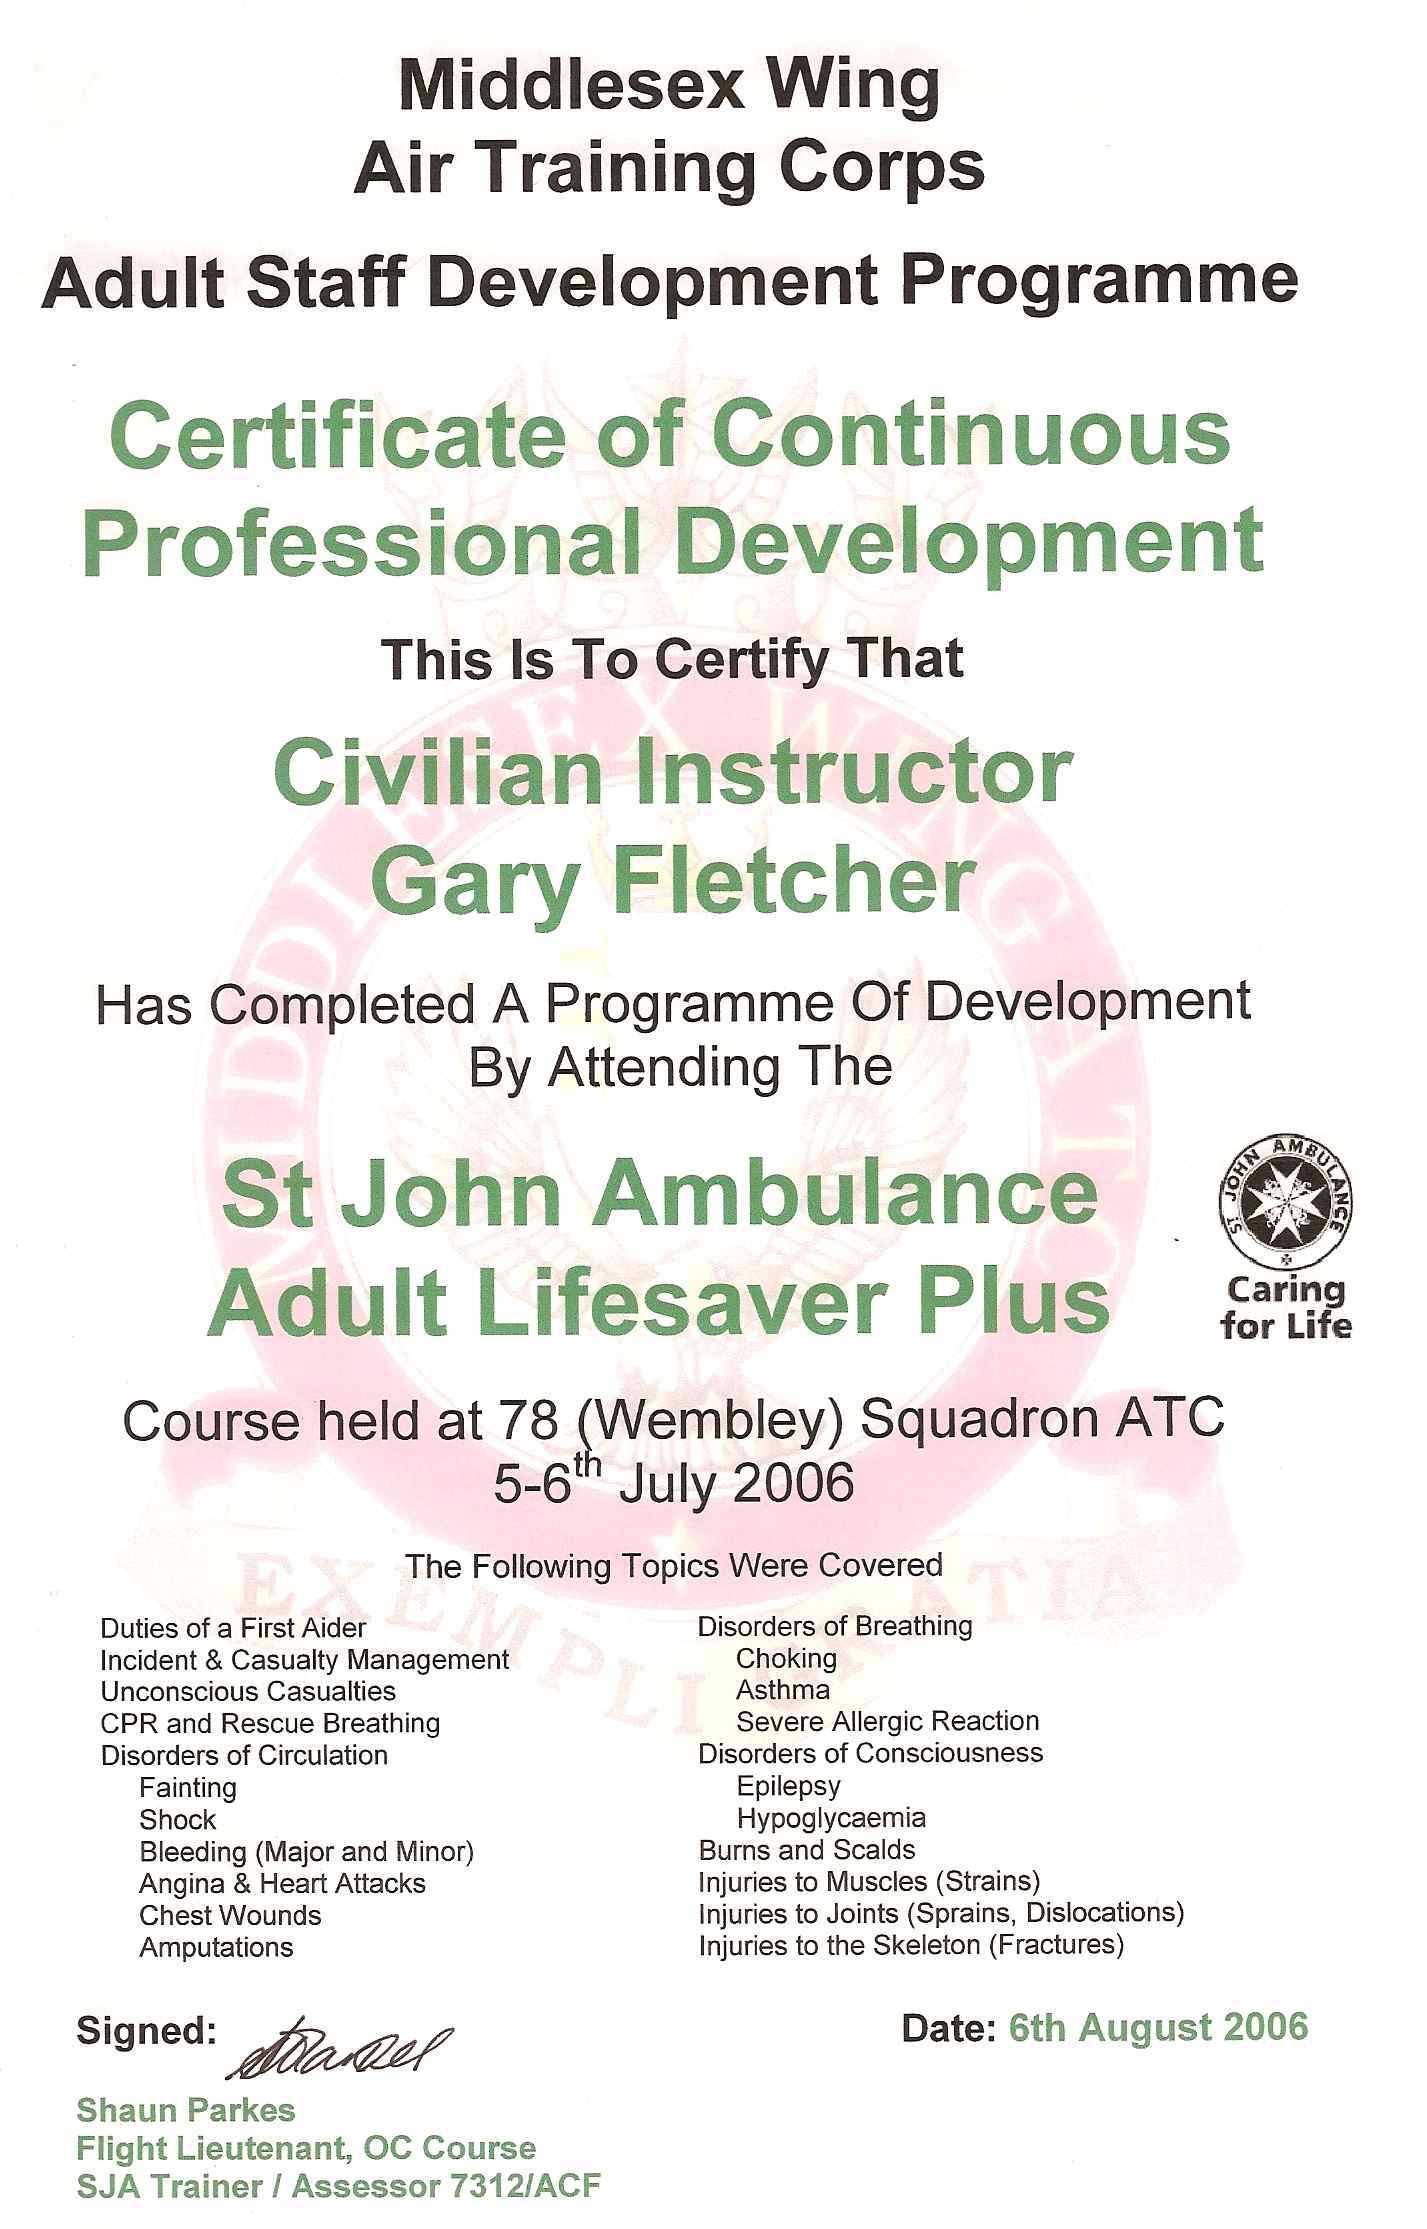 Middlesex Wing
Air Training Corps
Adult Staff Development Programme
Certificate of Continuous
Professional Development
This Is To Certify That
Civilian Instructor
Gary Fletcher
Has Completed A Programme Of Development
By Attending The
St John Ambulance
Adult Lifesaver Plus
ST JOHN AMBULANCE
Caring
for Life
Course held at 78 (Wembley) Squadron ATC
5-6th July 2006
The Following Topics Were Covered
Duties of a First Aider
Incident & Casualty Management
Unconscious Casualties
CPR and Rescue Breathing
Disorders of Circulation
Fainting
Shock
Bleeding (Major and Minor)
Angina & Heart Attacks
Chest Wounds
Amputations
Disorders of Breathing
Choking
Asthma
Severe Allergic Reaction
Disorders of Consciousness
Epilepsy
Hypoglycaemia
Burns and Scalds
Injuries to Muscles (Strains)
Injuries to Joints (Sprains, Dislocations)
Injuries to the Skeleton (Fractures)
Signed:
Date: 6th August 2006
Shaun Parkes
Flight Lieutenant, OC Course
SJA Trainer / Assessor 7312/ACF
MIDDLESEX WING ATC
EXEMPLI GRATIA